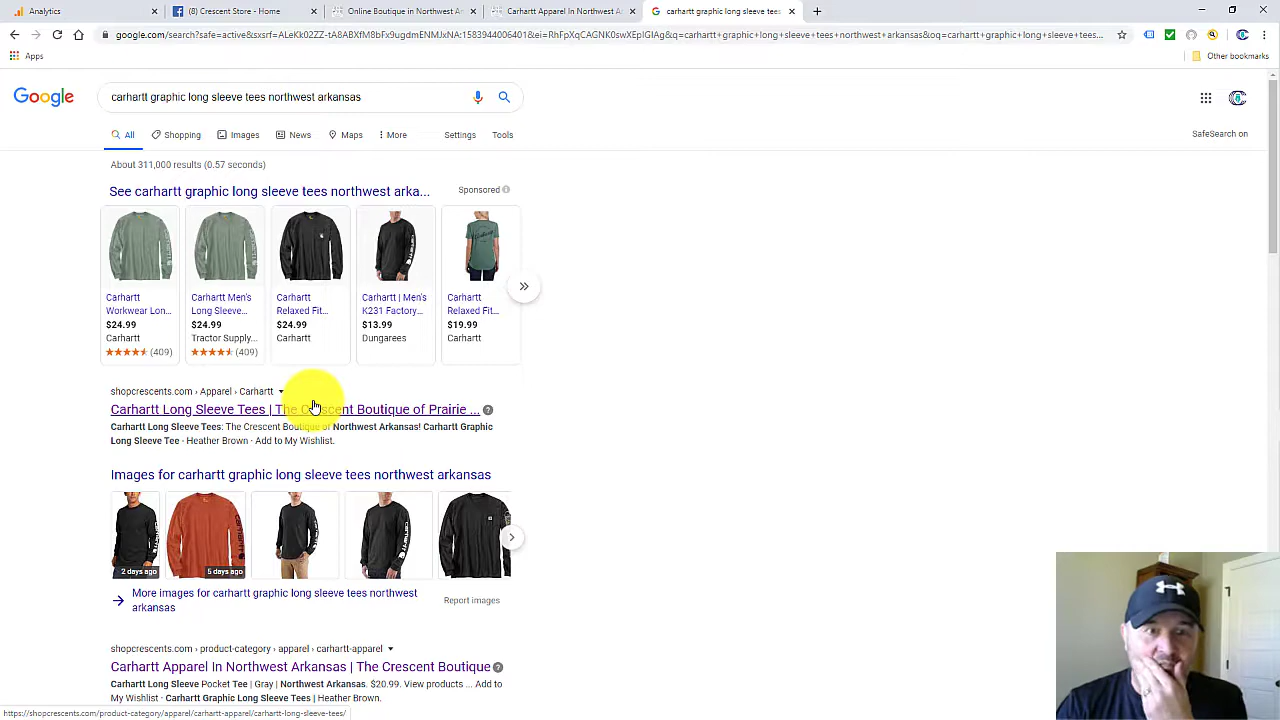 Analytics
(8) Crescent Store - Home
Online Boutique in Northwest Ar
Carhartt Apparel In Northwest A
carhartt graphic long sleeve tees
google.com/search?safe=active&sxsrf=ALeKk02ZZ-tA8ABXfM8bFx9ugdmENMJxNA:1583944006401&ei=RhFpXqCAGNK0swXEpIGIAg&q=carhartt+graphic+long+sleeve+tees+northwest+arkansas&oq=carhartt+graphic+long+sleeve+tees...
Apps
Other bookmarks
Google
carhartt graphic long sleeve tees northwest arkansas
All
Shopping
Images
News
Maps
More
Settings
Tools
SafeSearch on
About 311,000 results (0.57 seconds)
See carhartt graphic long sleeve tees northwest arka...
Sponsored
Carhartt
Workwear Lon...
$24.99
Carhartt
(409)
Carhartt Men's
Long Sleeve...
$24.99
Tractor Supply...
(409)
Carhartt
Relaxed Fit...
$24.99
Carhartt
Carhartt | Men's
K231 Factory...
$13.99
Dungarees
Carhartt
Relaxed Fit...
$19.99
Carhartt
shopcrescents.com › Apparel › Carhartt
Carhartt Long Sleeve Tees | The Crescent Boutique of Prairie ...
Carhartt Long Sleeve Tees: The Crescent Boutique of Northwest Arkansas! Carhartt Graphic
Long Sleeve Tee · Heather Brown · Add to My Wishlist.
Images for carhartt graphic long sleeve tees northwest arkansas
2 days ago
5 days ago
More images for carhartt graphic long sleeve tees northwest
arkansas
Report images
shopcrescents.com › product-category › apparel › carhartt-apparel
Carhartt Apparel In Northwest Arkansas | The Crescent Boutique
Carhartt Long Sleeve Pocket Tee | Gray | Northwest Arkansas. $20.99. View products ... Add to
My Wishlist · Carhartt Graphic Long Sleeve Tees | Heather Brown.
https://shopcrescents.com/product-category/apparel/carhartt-apparel/carhartt-long-sleeve-tees/